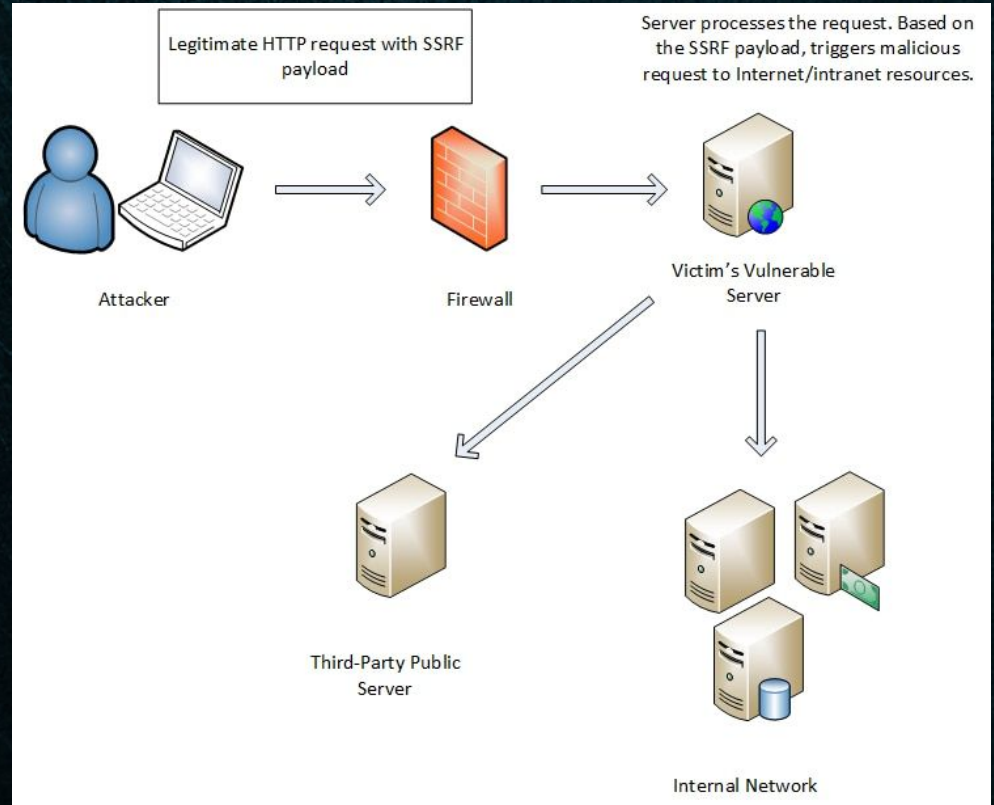 Legitimate HTTP request with SSRF
payload
Server processes the request. Based on
the SSRF payload, triggers malicious
request to Internet/intranet resources.
Attacker
Firewall
Victim's Vulnerable
Server
Third-Party Public
Server
Internal Network